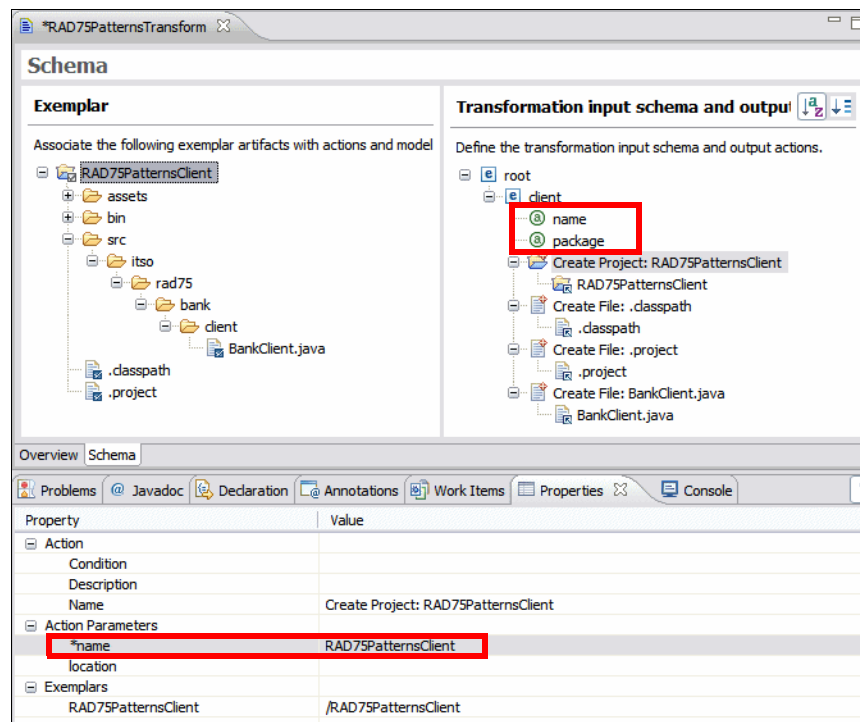 *RAD75PatternsTransform
Schema
Exemplar
Associate the following exemplar artifacts with actions and model
RAD75PatternsClient
assets
bin
src
itso
rad75
bank
client
BankClient.java
.classpath
.project
Transformation input schema and output
Define the transformation input schema and output actions.
root
client
name
package
Create Project: RAD75PatternsClient
RAD75PatternsClient
Create File: .classpath
.classpath
Create File: .project
.project
Create File: BankClient.java
BankClient.java
Overview Schema
Problems @ Javadoc Declaration Annotations Work Items Properties Console
Property Value
Action
Condition
Description
Name Create Project: RAD75PatternsClient
Action Parameters
*name RAD75PatternsClient
location
Exemplars
RAD75PatternsClient /RAD75PatternsClient